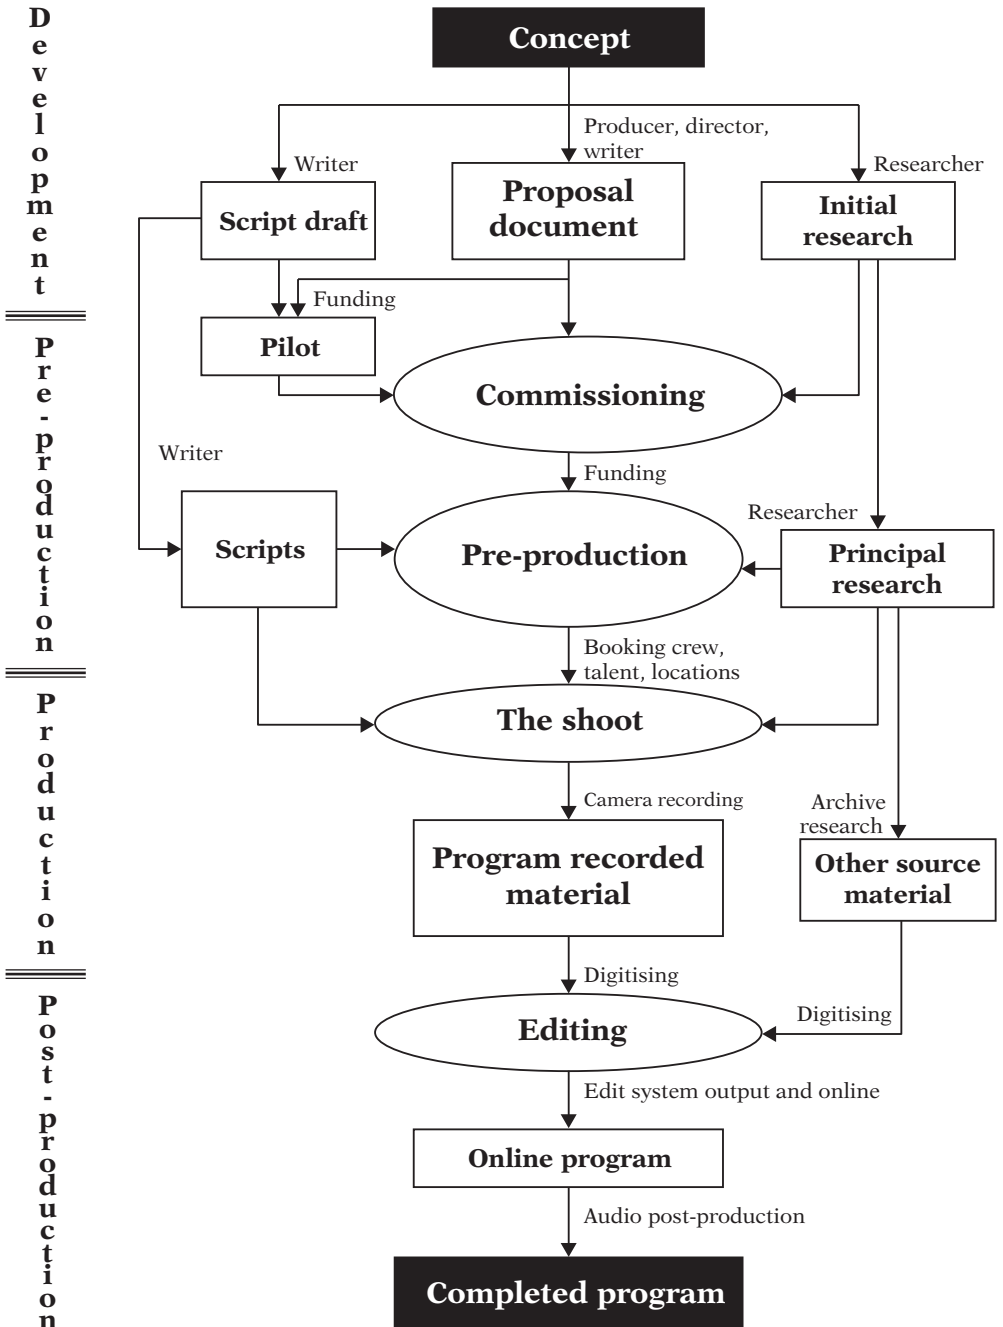 Development
Concept
Producer, director,
writer
Writer
Researcher
Script draft
Proposal
document
Initial
research
Funding
Pre-production
Pilot
Commissioning
Writer
Funding
Researcher
Scripts
Pre-production
Principal
research
Booking crew,
talent, locations
Production
The shoot
Camera recording
Archive
research
Program recorded
material
Other source
material
Digitising
Post-production
Digitising
Editing
Edit system output and online
Online program
Audio post-production
Completed program